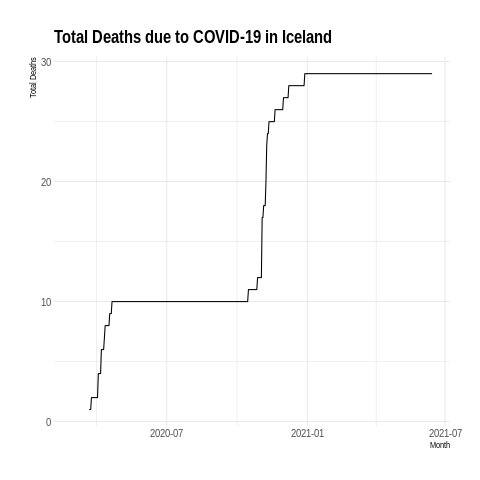 Total Deaths due to COVID-19 in Iceland
Total Deaths
30
20
10
0
2020-07
2021-01
2021-07
Month